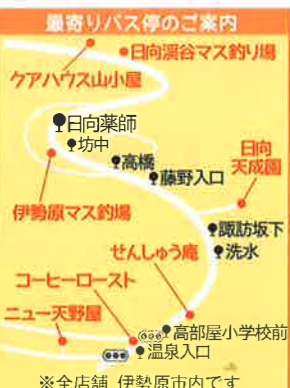 最寄りバス停のご案内
日向渓谷マス釣り場
ケアハウス山小屋
日向薬師
坊中
高橋
藤野入口
日向
天成園
伊勢原マス釣場
諏訪坂下
洗水
せんしゅう庵
コーヒーロースト
ニュー天野屋
高部屋小学校前
温泉入口
※全店舗 伊勢原市内です